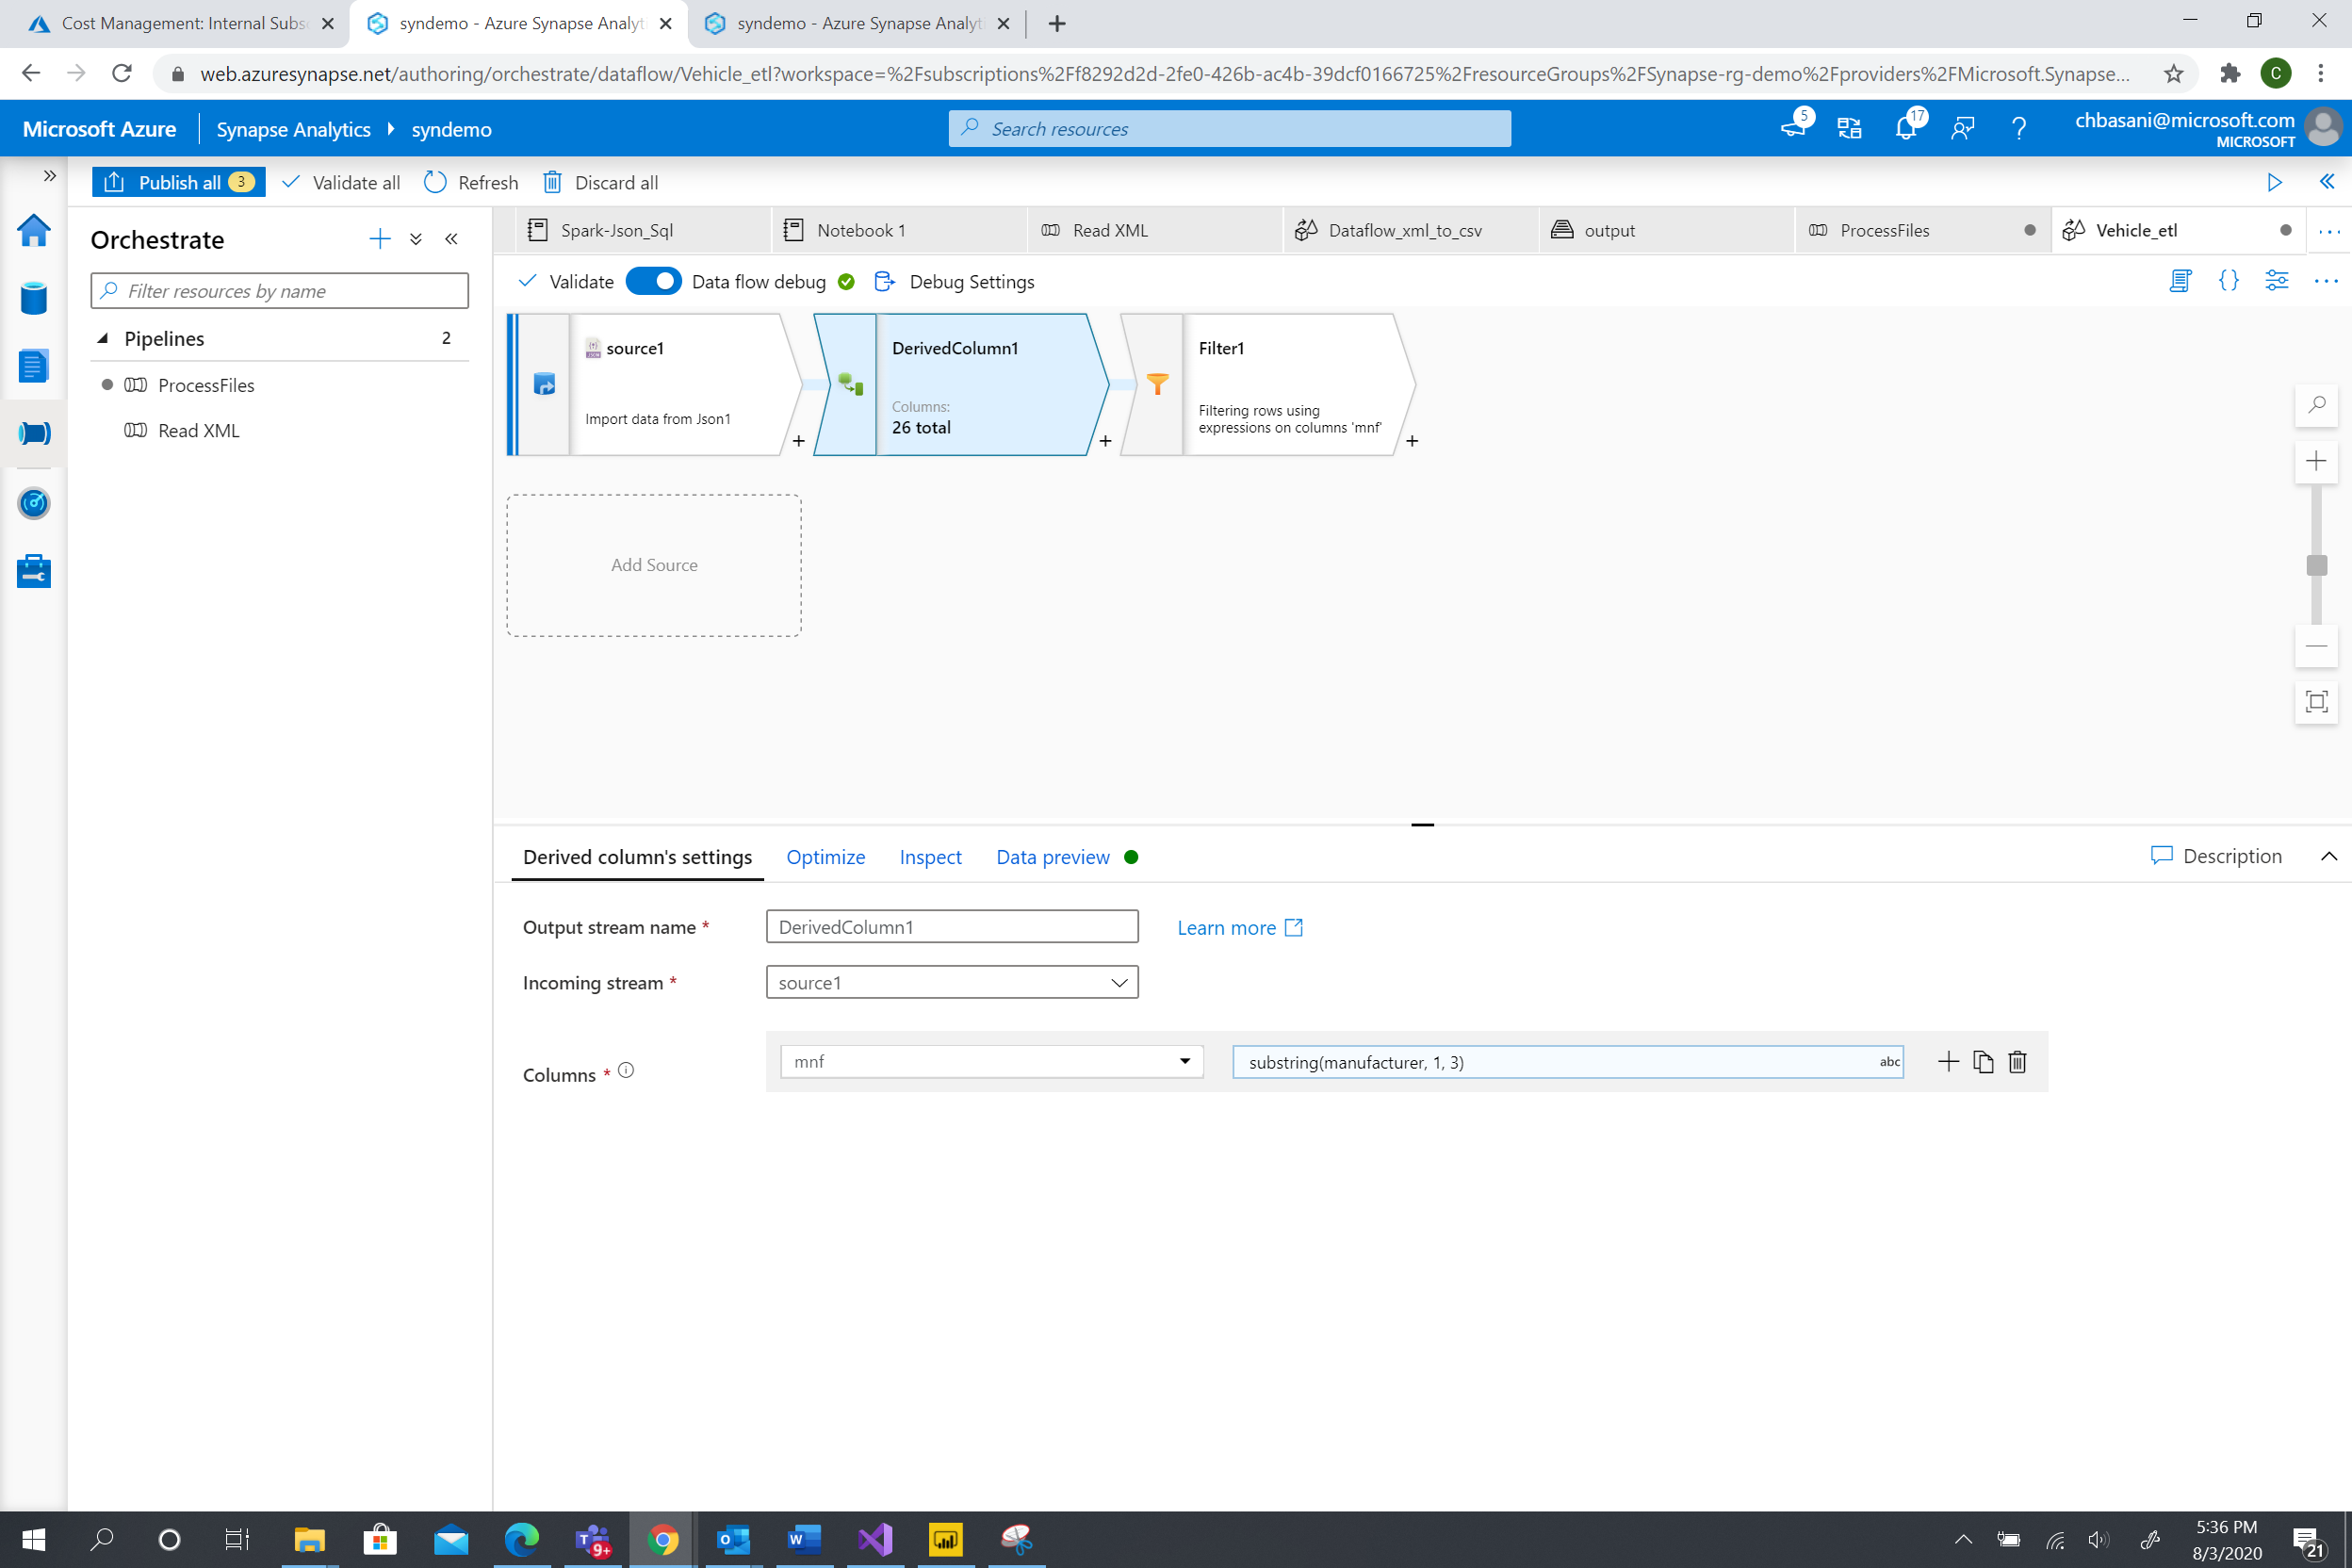 Cost Management: Internal Subs
syndemo - Azure Synapse Analyt
syndemo - Azure Synapse Analyt
web.azuresynapse.net/authoring/orchestrate/dataflow/Vehicle_etl?workspace=%2Fsubscriptions%2Ff8292d2d-2fe0-426b-ac4b-39dcf0166725%2FresourceGroups%2FSynapse-rg-demo%2Fproviders%2FMicrosoft.Synapse...
C
Microsoft Azure
Synapse Analytics
syndemo
Search resources
5
17
chbasani@microsoft.com
MICROSOFT
Publish all 3
Validate all
Refresh
Discard all
Orchestrate
Filter resources by name
Pipelines 2
ProcessFiles
Read XML
Spark-Json_Sql
Notebook 1
Read XML
Dataflow_xml_to_csv
output
ProcessFiles
Vehicle_etl
Validate
Data flow debug
Debug Settings
source1
Import data from Json1
DerivedColumn1
Columns:
26 total
Filter1
Filtering rows using
expressions on columns 'mnf'
Add Source
Derived column's settings
Optimize
Inspect
Data preview
Description
Output stream name *
DerivedColumn1
Learn more
Incoming stream *
source1
Columns *
mnf
substring(manufacturer, 1, 3)
abc
9+
5:36 PM
8/3/2020
21